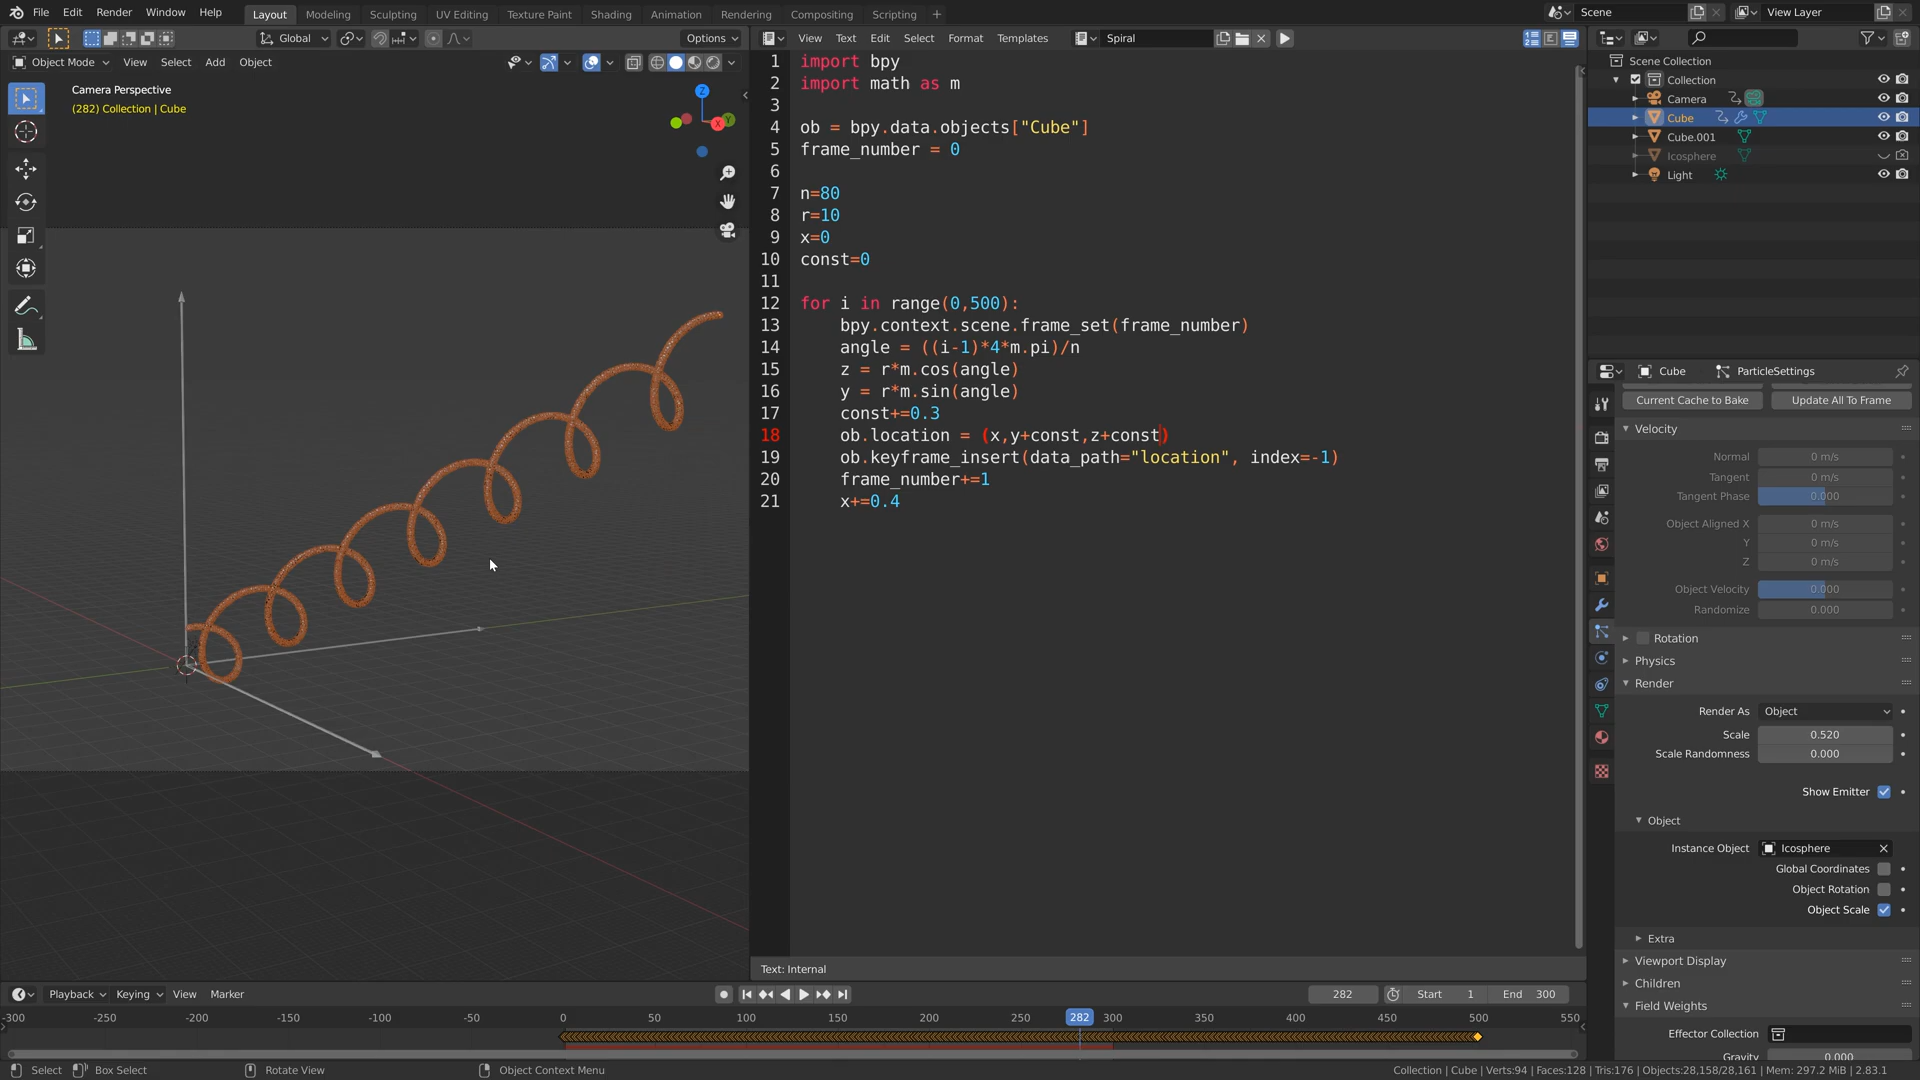 File Edit Render Window Help Layout Modeling Sculpting UV Editing Texture Paint Shading Animation Rendering Compositing Scripting + Scene View Layer
Global Options
Object Mode View Select Add Object
Camera Perspective
(282) Collection | Cube
Z
X
Y
View Text Edit Select Format Templates Spiral
1 import bpy
2 import math as m
3
4 ob = bpy.data.objects["Cube"]
5 frame_number = 0
6
7 n=80
8 r=10
9 x=0
10 const=0
11
12 for i in range(0,500):
13 bpy.context.scene.frame_set(frame_number)
14 angle = ((i-1)*4*m.pi)/n
15 z = r*m.cos(angle)
16 y = r*m.sin(angle)
17 const+=0.3
18 ob.location = (x,y+const,z+const)
19 ob.keyframe_insert(data_path="location", index=-1)
20 frame_number+=1
21 x+=0.4
Text: Internal
Scene Collection
Collection
Camera
Cube
Cube.001
Icosphere
Light
Cube ParticleSettings
Current Cache to Bake Update All To Frame
Velocity
Normal 0 m/s
Tangent 0 m/s
Tangent Phase 0.000
Object Aligned X 0 m/s
Y 0 m/s
Z 0 m/s
Object Velocity 0.000
Randomize 0.000
Rotation
Physics
Render
Render As Object
Scale 0.520
Scale Randomness 0.000
Show Emitter
Object
Instance Object Icosphere
Global Coordinates
Object Rotation
Object Scale
Extra
Viewport Display
Children
Field Weights
Effector Collection
Gravity 0.000
Playback Keying View Marker 282 Start 1 End 300
-300 -250 -200 -150 -100 -50 0 50 100 150 200 250 282 300 350 400 450 500 550
Select Box Select Rotate View Object Context Menu Collection | Cube | Verts:94 | Faces:128 | Tris:176 | Objects:28,158/28,161 | Mem: 297.2 MiB | 2.83.1